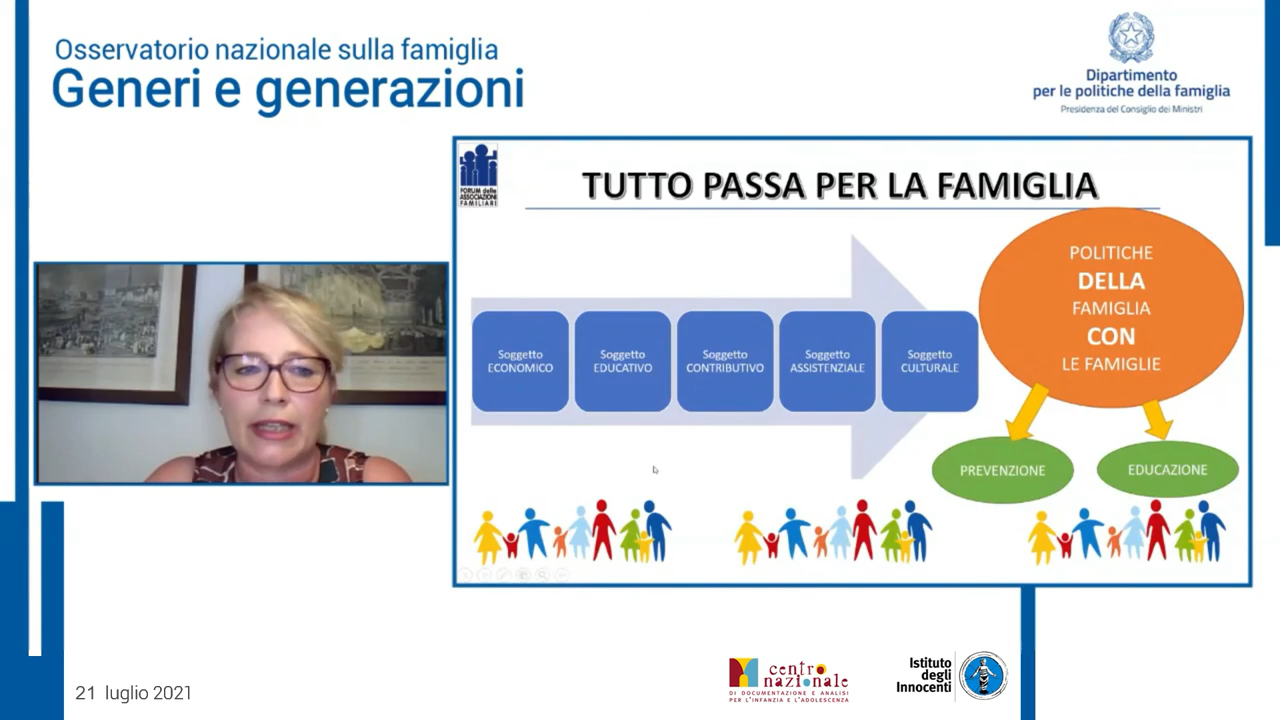 Osservatorio nazionale sulla famiglia
Generi e generazioni
Dipartimento
per le politiche della famiglia
Presidenza del Consiglio dei Ministri
FORUM delle
ASSOCIAZIONI
FAMILIARI
TUTTO PASSA PER LA FAMIGLIA
Soggetto
ECONOMICO
Soggetto
EDUCATIVO
Soggetto
CONTRIBUTIVO
Soggetto
ASSISTENZIALE
Soggetto
CULTURALE
POLITICHE
DELLA
FAMIGLIA
CON
LE FAMIGLIE
PREVENZIONE
EDUCAZIONE
21 luglio 2021
centro
nazionale
DI DOCUMENTAZIONE E ANALISI
PER L'INFANZIA E L'ADOLESCENZA
Istituto
degli
Innocenti